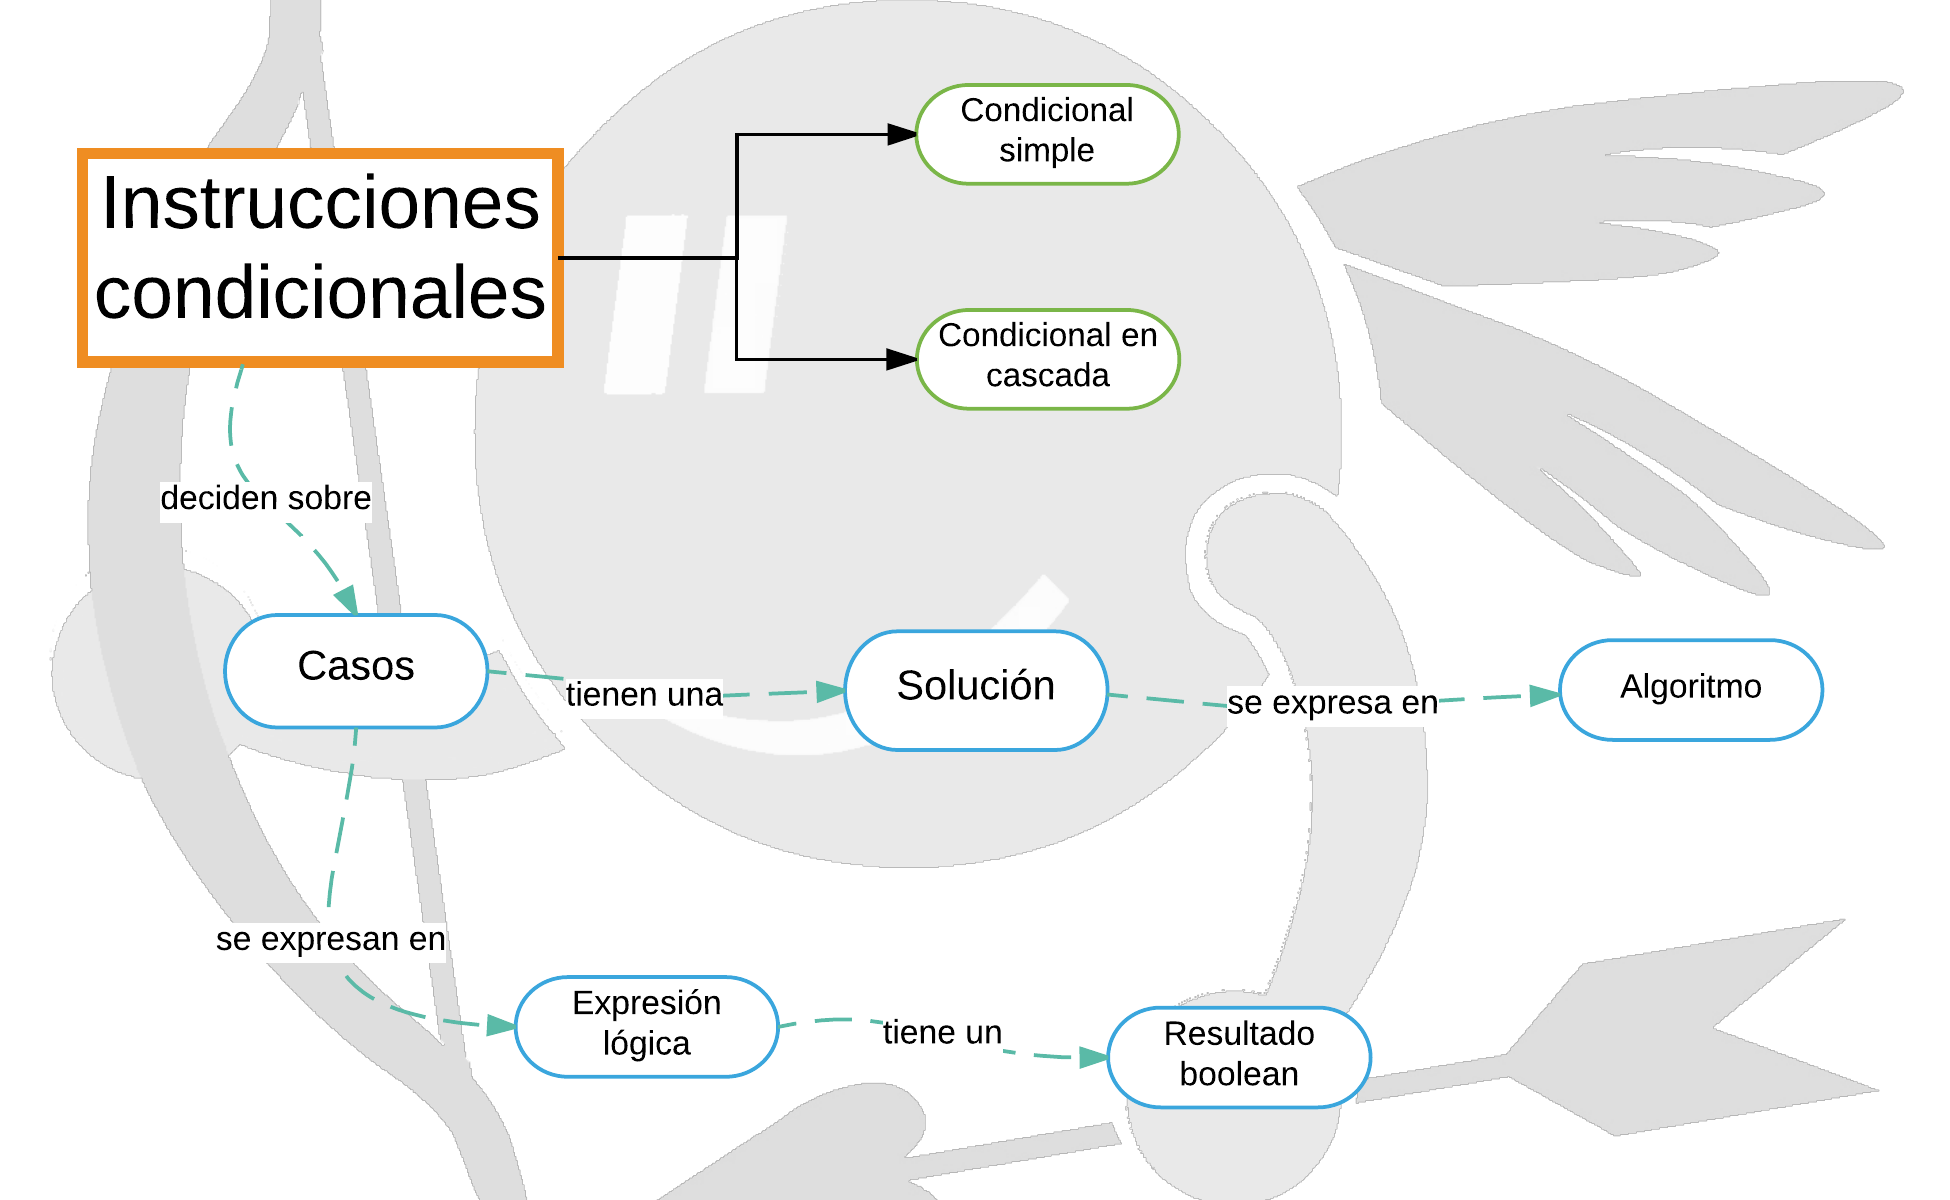 Condicional
simple
Instrucciones
condicionales
Condicional en
cascada
deciden sobre
Casos
tienen una
Solución
se expresa en
Algoritmo
se expresan en
Expresión
lógica
tiene un
Resultado
boolean